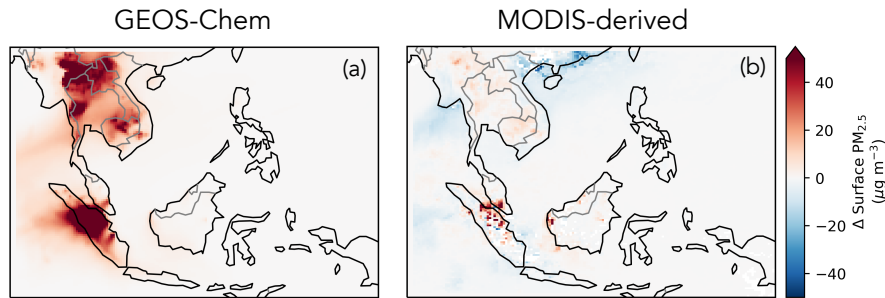 GEOS-Chem
MODIS-derived
(a)
(b)
40
20
0
−20
−40
Δ Surface PM2.5
(μg m−3)